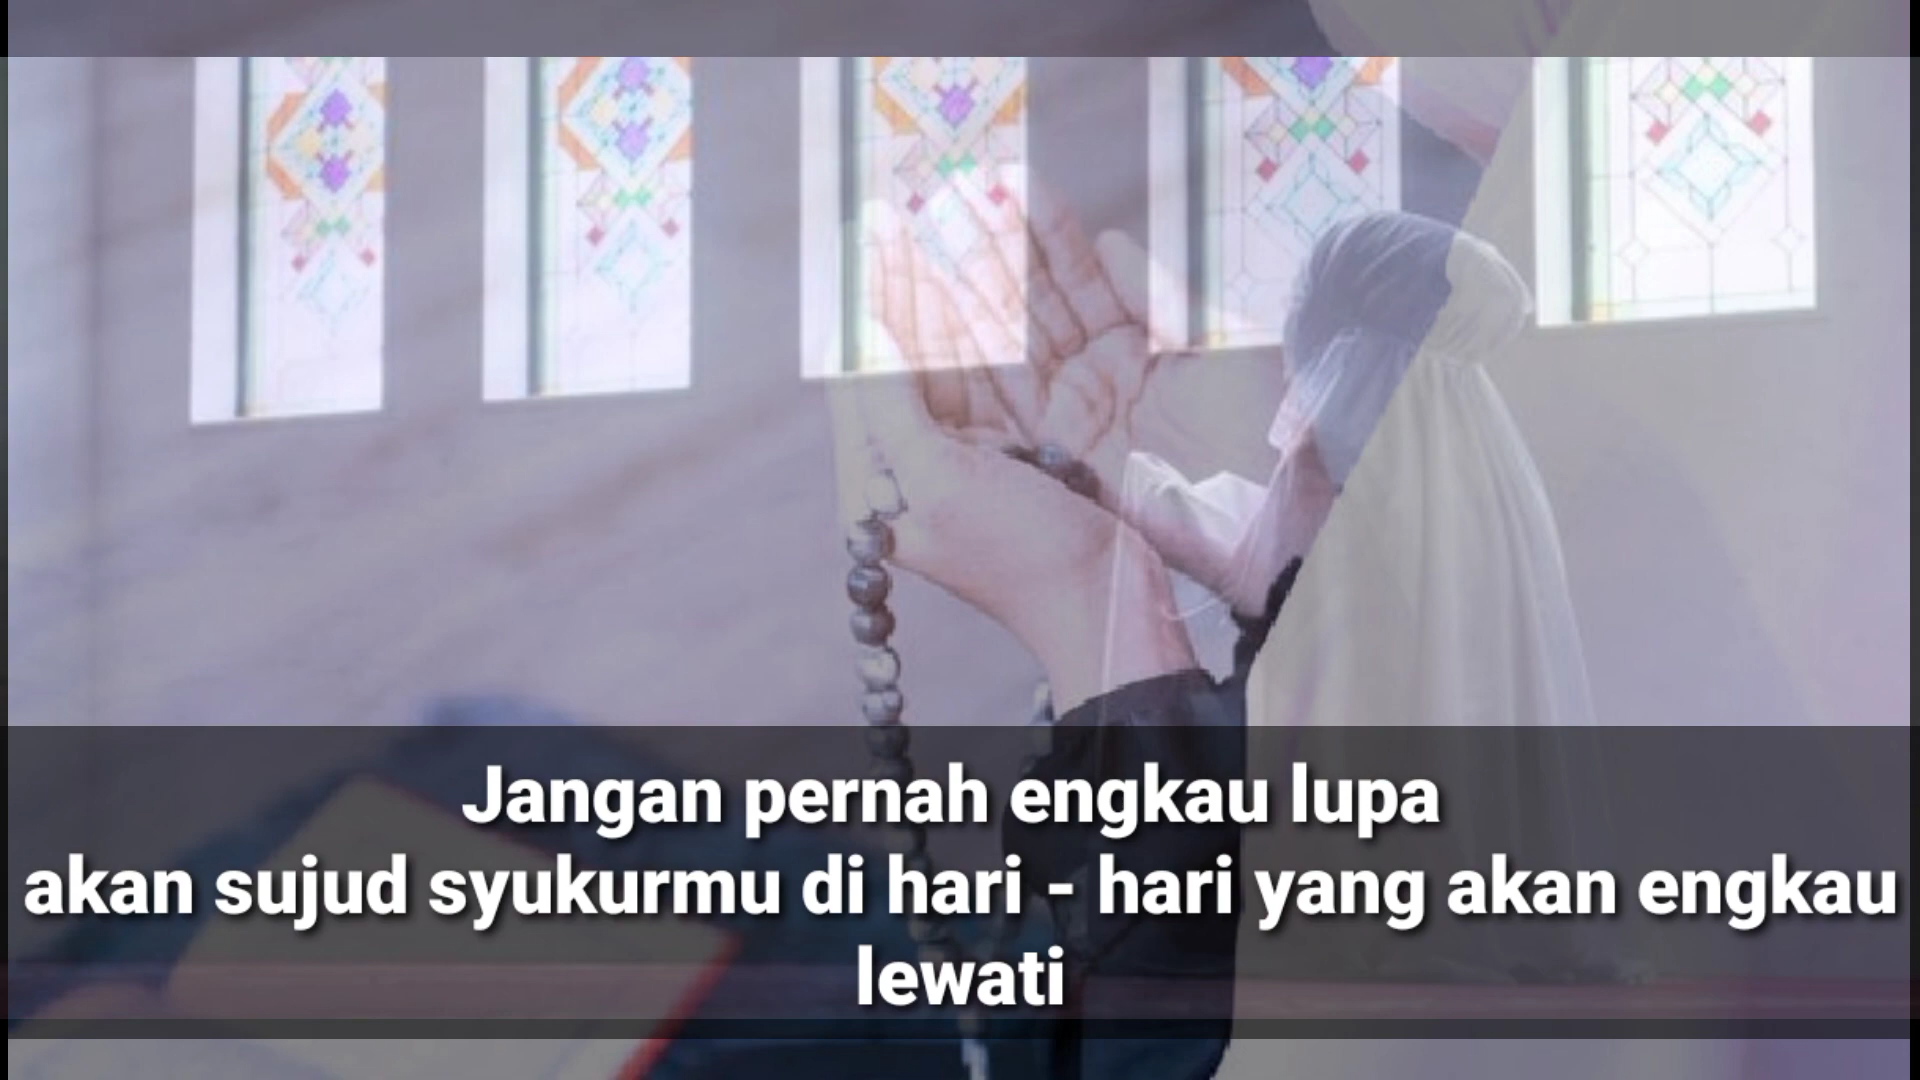 Jangan pernah engkau lupa
akan sujud syukurmu di hari - hari yang akan engkau
lewati